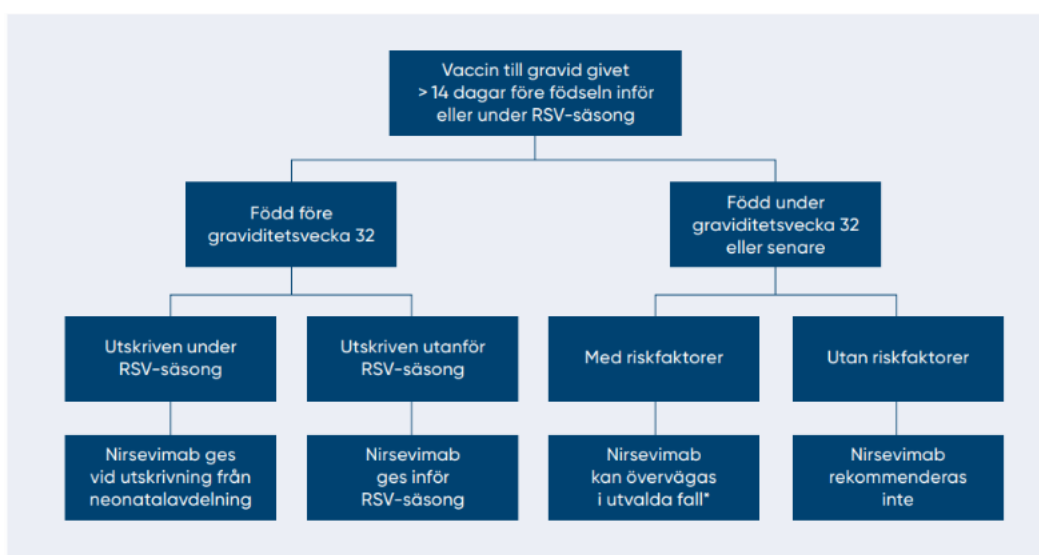 Vaccin till gravid givet
> 14 dagar före födseln inför
eller under RSV-säsong
Född före
graviditetsvecka 32
Född under
graviditetsvecka 32
eller senare
Utskriven under
RSV-säsong
Utskriven utanför
RSV-säsong
Med riskfaktorer
Utan riskfaktorer
Nirsevimab ges
vid utskrivning från
neonatalavdelning
Nirsevimab
ges inför
RSV-säsong
Nirsevimab
kan övervägas
i utvalda fall*
Nirsevimab
rekommenderas
inte